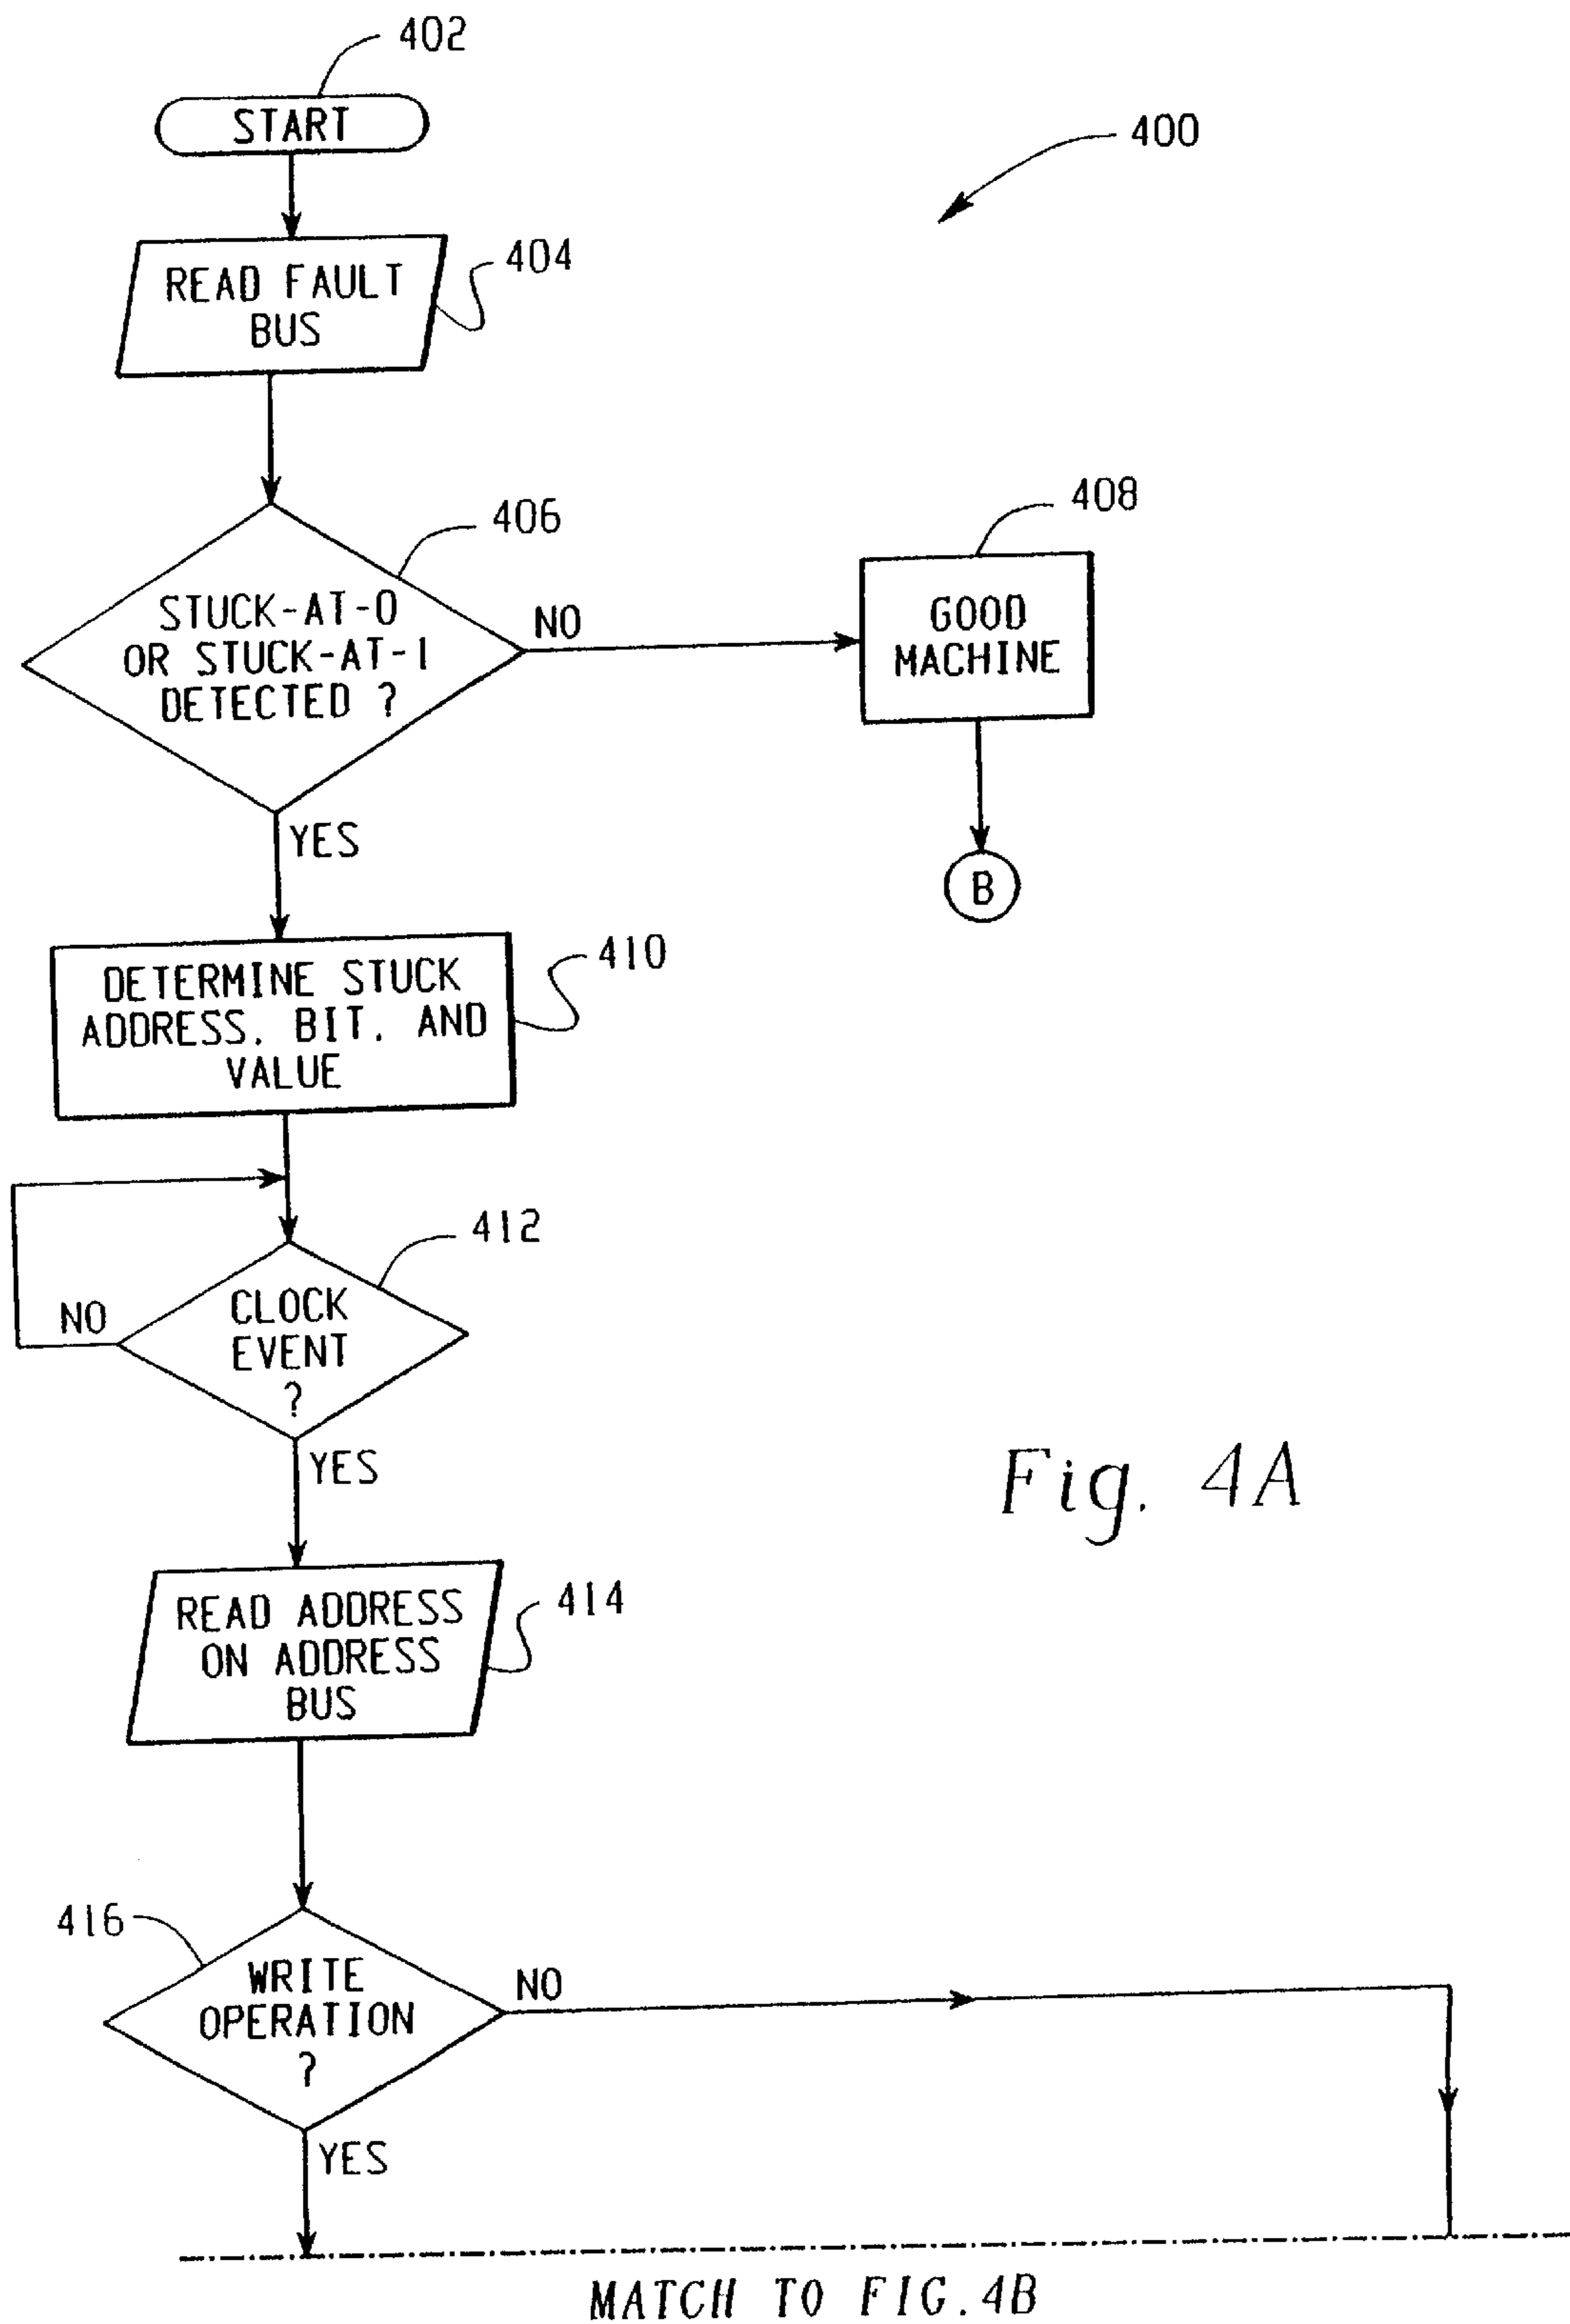 402
START
400
READ FAULT
BUS
404
406
408
STUCK-AT-0
OR STUCK-AT-1
DETECTED ?
NO
GOOD
MACHINE
YES
B
DETERMINE STUCK
ADDRESS, BIT, AND
VALUE
410
412
NO
CLOCK
EVENT
?
YES
Fig. 4A
READ ADDRESS
ON ADDRESS
BUS
414
416
WRITE
OPERATION
?
NO
YES
MATCH TO FIG. 4B